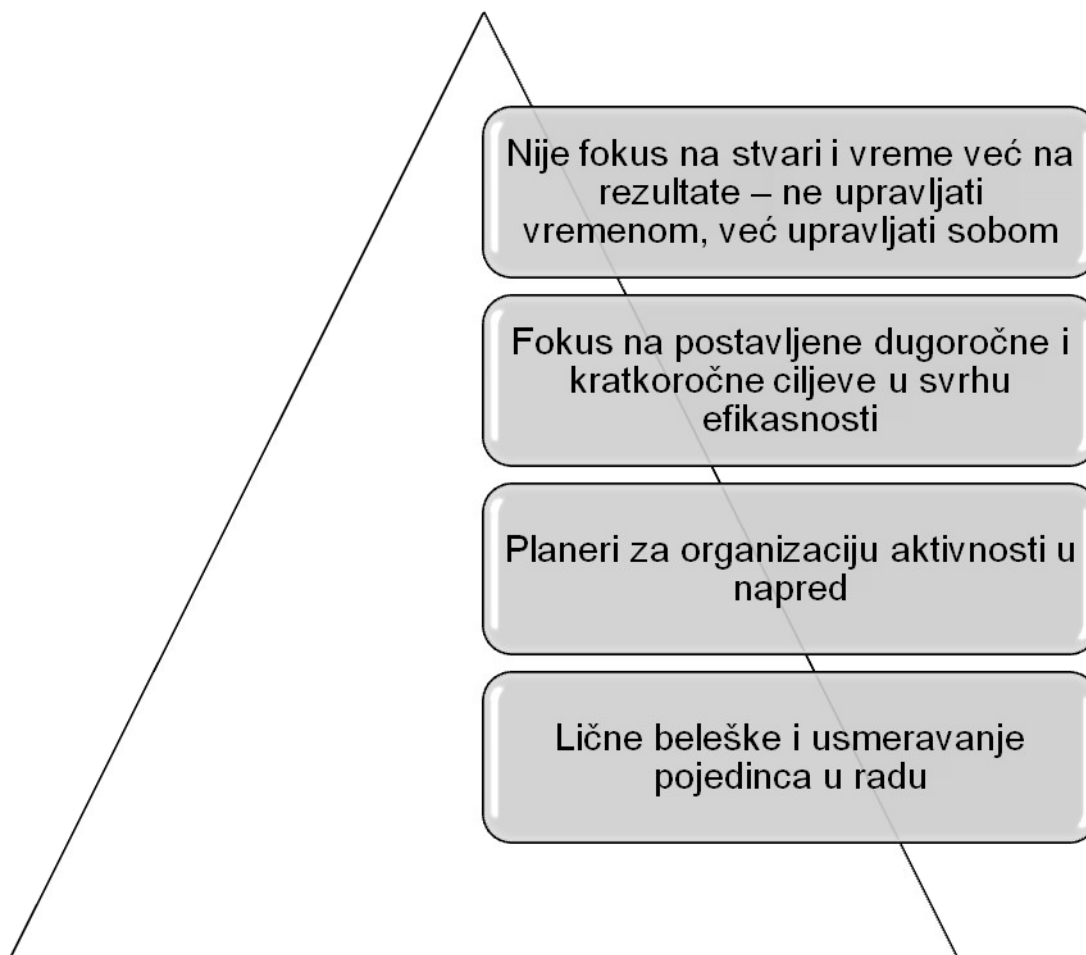 Nije fokus na stvari i vreme već na
rezultate – ne upravljati
vremenom, već upravljati sobom
Fokus na postavljene dugoročne i
kratkoročne ciljeve u svrhu
efikasnosti
Planeri za organizaciju aktivnosti u
napred
Lične beleške i usmeravanje
pojedinca u radu